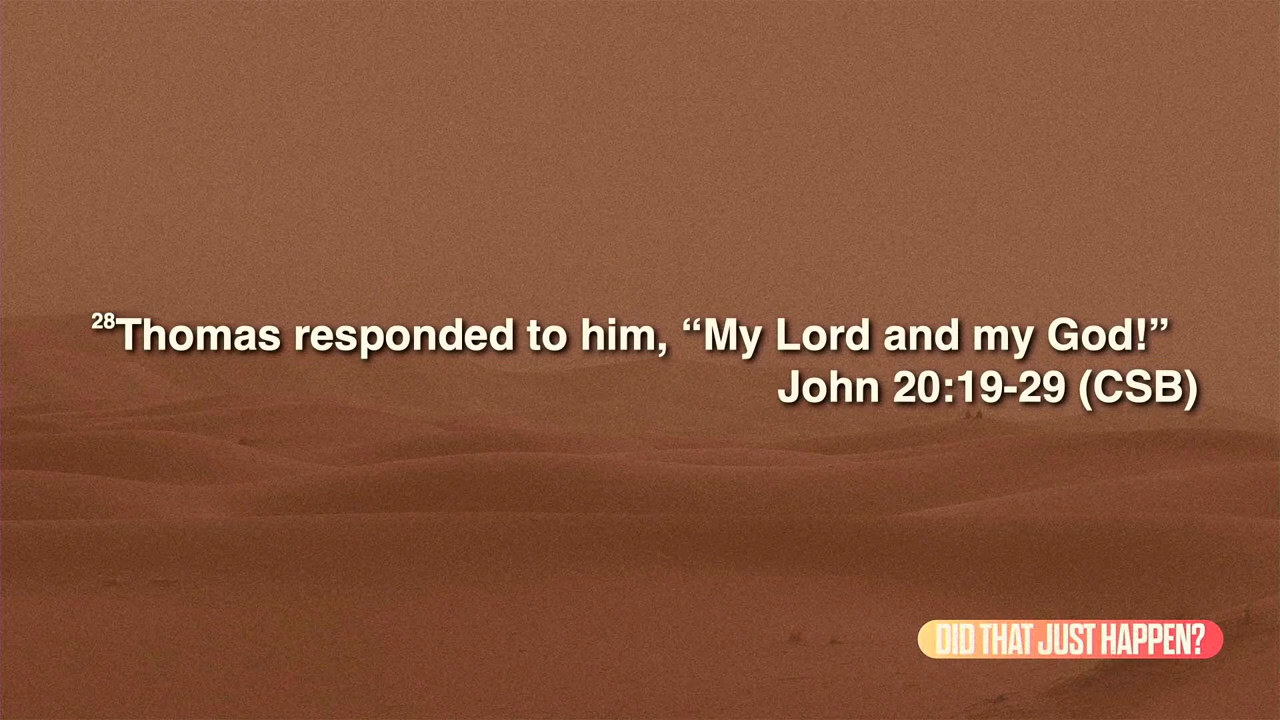 28Thomas responded to him, “My Lord and my God!”
John 20:19-29 (CSB)
DID THAT JUST HAPPEN?